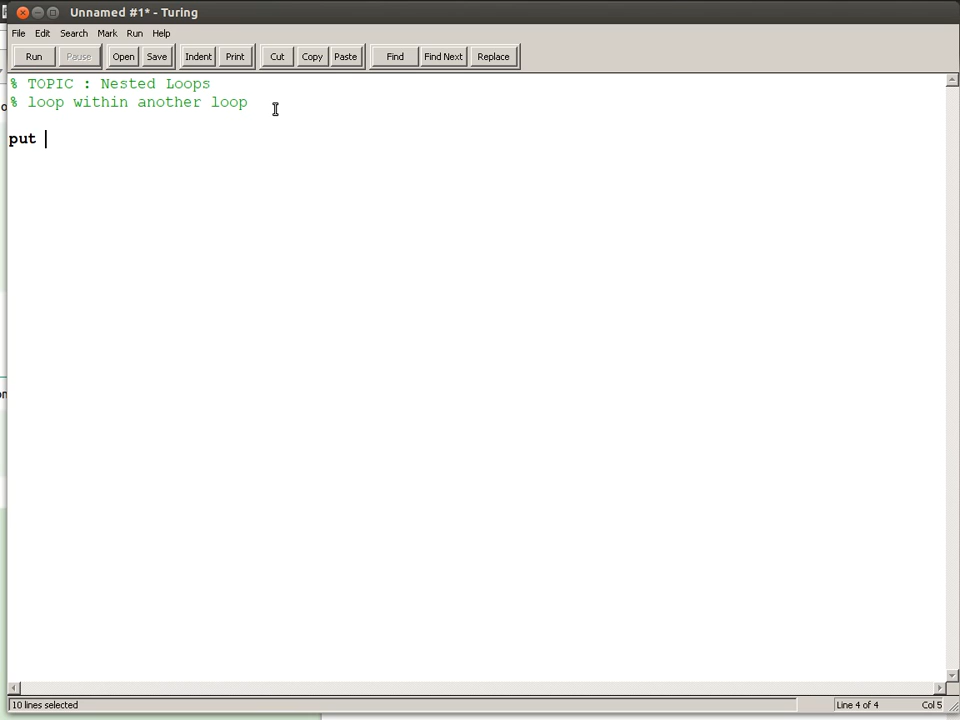 Unnamed #1* - Turing
File Edit Search Mark Run Help
Run Pause Open Save Indent Print Cut Copy Paste Find Find Next Replace
% TOPIC : Nested Loops
% loop within another loop
put
10 lines selected Line 4 of 4 Col 5